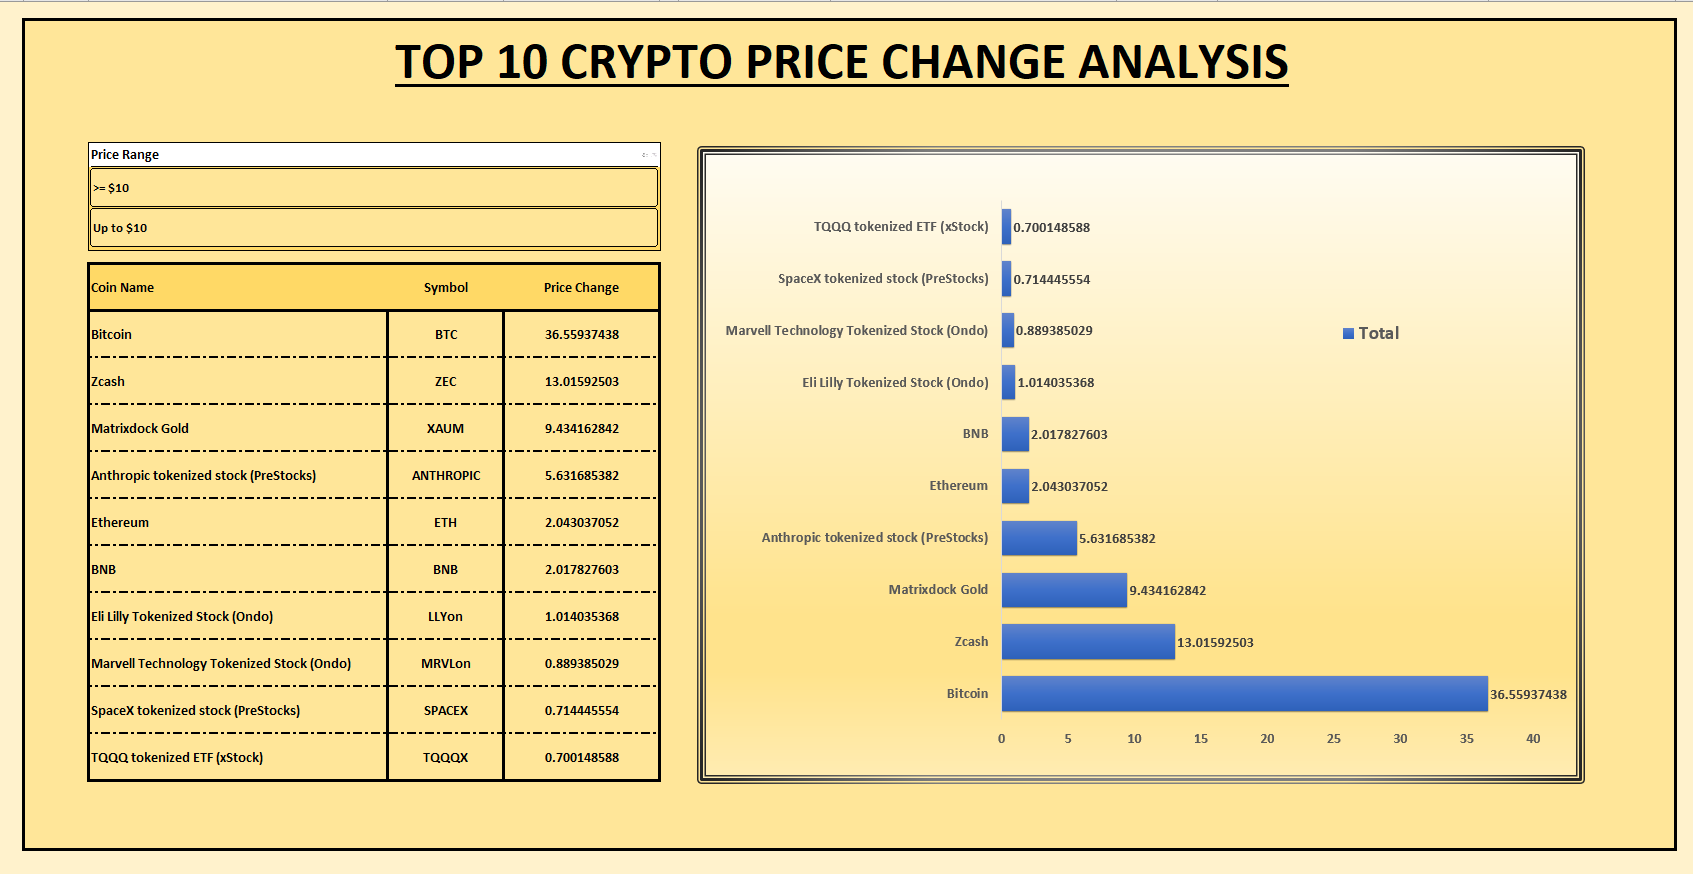 TOP 10 CRYPTO PRICE CHANGE ANALYSIS
Price Range
>= $10
Up to $10
Coin Name Symbol Price Change
Bitcoin BTC 36.55937438
Zcash ZEC 13.01592503
Matrixdock Gold XAUM 9.434162842
Anthropic tokenized stock (PreStocks) ANTHROPIC 5.631685382
Ethereum ETH 2.043037052
BNB BNB 2.017827603
Eli Lilly Tokenized Stock (Ondo) LLYon 1.014035368
Marvell Technology Tokenized Stock (Ondo) MRVLon 0.889385029
SpaceX tokenized stock (PreStocks) SPACEX 0.714445554
TQQQ tokenized ETF (xStock) TQQQX 0.700148588
TQQQ tokenized ETF (xStock) 0.700148588
SpaceX tokenized stock (PreStocks) 0.714445554
Marvell Technology Tokenized Stock (Ondo) 0.889385029
Total
Eli Lilly Tokenized Stock (Ondo) 1.014035368
BNB 2.017827603
Ethereum 2.043037052
Anthropic tokenized stock (PreStocks) 5.631685382
Matrixdock Gold 9.434162842
Zcash 13.01592503
Bitcoin 36.55937438
0 5 10 15 20 25 30 35 40